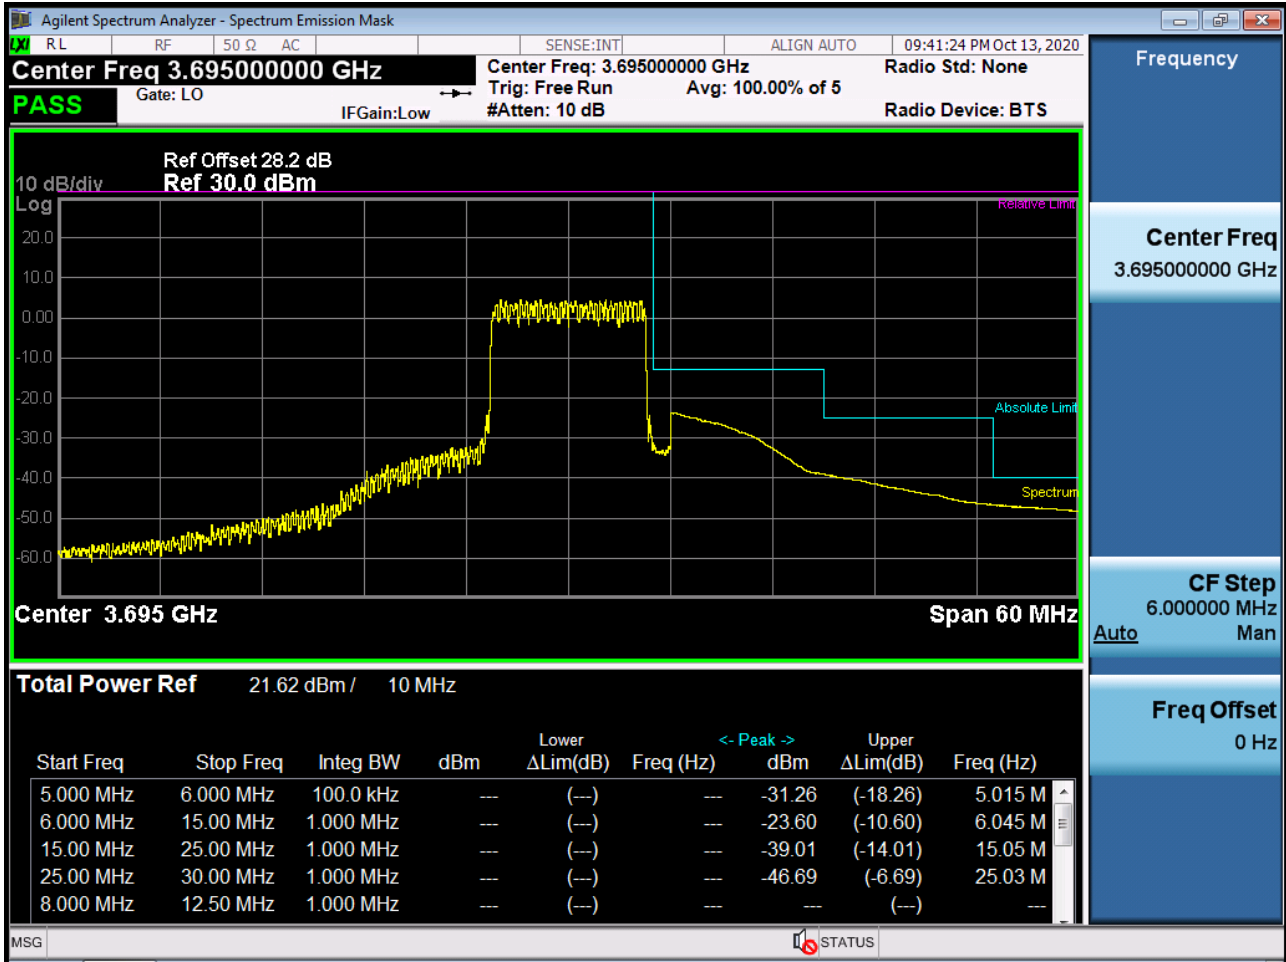 Agilent Spectrum Analyzer - Spectrum Emission Mask
LXI RL RF 50 Ω AC SENSE:INT ALIGN AUTO 09:41:24 PM Oct 13, 2020
Center Freq 3.695000000 GHz
Center Freq: 3.695000000 GHz
Radio Std: None
PASS
Gate: LO
IFGain:Low
Trig: Free Run
Avg: 100.00% of 5
#Atten: 10 dB
Radio Device: BTS
Ref Offset 28.2 dB
10 dB/div Ref 30.0 dBm
Log
Relative Limit
20.0
10.0
0.00
-10.0
-20.0
Absolute Limit
-30.0
-40.0
Spectrum
-50.0
-60.0
Center 3.695 GHz Span 60 MHz
Total Power Ref 21.62 dBm / 10 MHz
Lower <- Peak -> Upper
Start Freq Stop Freq Integ BW dBm ΔLim(dB) Freq (Hz) dBm ΔLim(dB) Freq (Hz)
5.000 MHz 6.000 MHz 100.0 kHz --- (---) --- -31.26 (-18.26) 5.015 M
6.000 MHz 15.00 MHz 1.000 MHz --- (---) --- -23.60 (-10.60) 6.045 M
15.00 MHz 25.00 MHz 1.000 MHz --- (---) --- -39.01 (-14.01) 15.05 M
25.00 MHz 30.00 MHz 1.000 MHz --- (---) --- -46.69 (-6.69) 25.03 M
8.000 MHz 12.50 MHz 1.000 MHz --- (---) --- --- (---) ---
MSG STATUS
Frequency
Center Freq
3.695000000 GHz
CF Step
6.000000 MHz
Auto Man
Freq Offset
0 Hz